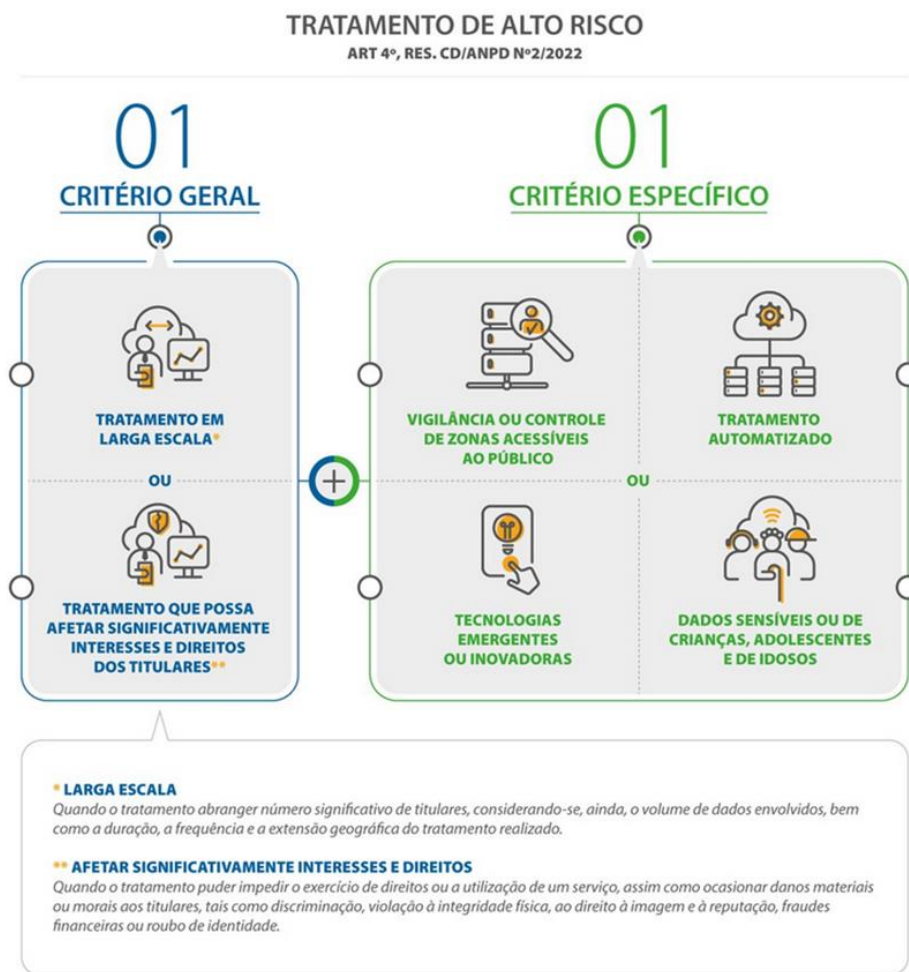 TRATAMENTO DE ALTO RISCO
ART 4º, RES. CD/ANPD Nº2/2022
01
CRITÉRIO GERAL
TRATAMENTO EM
LARGA ESCALA*
OU
TRATAMENTO QUE POSSA
AFETAR SIGNIFICATIVAMENTE
INTERESSES E DIREITOS
DOS TITULARES**
01
CRITÉRIO ESPECÍFICO
VIGILÂNCIA OU CONTROLE
DE ZONAS ACESSÍVEIS
AO PÚBLICO
TRATAMENTO
AUTOMATIZADO
OU
TECNOLOGIAS
EMERGENTES
OU INOVADORAS
DADOS SENSÍVEIS OU DE
CRIANÇAS, ADOLESCENTES
E DE IDOSOS
* LARGA ESCALA
Quando o tratamento abranger número significativo de titulares, considerando-se, ainda, o volume de dados envolvidos, bem
como a duração, a frequência e a extensão geográfica do tratamento realizado.
** AFETAR SIGNIFICATIVAMENTE INTERESSES E DIREITOS
Quando o tratamento puder impedir o exercício de direitos ou a utilização de um serviço, assim como ocasionar danos materiais
ou morais aos titulares, tais como discriminação, violação à integridade física, ao direito à imagem e à reputação, fraudes
financeiras ou roubo de identidade.